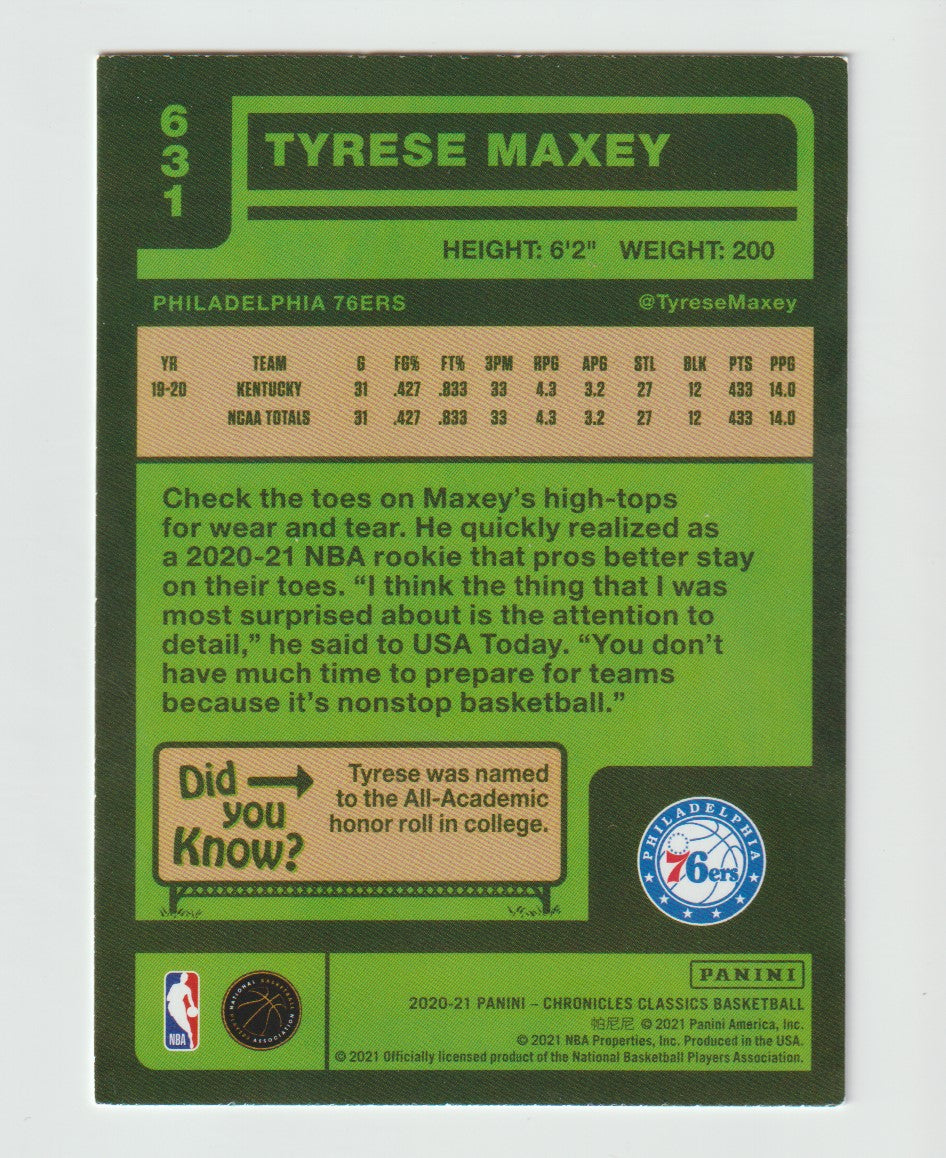 631
TYRESE MAXEY
HEIGHT: 6'2" WEIGHT: 200
PHILADELPHIA 76ERS @TyreseMaxey
YR TEAM G FG% FT% 3PM RPG APG STL BLK PTS PPG
19-20 KENTUCKY 31 .427 .833 33 4.3 3.2 27 12 433 14.0
NCAA TOTALS 31 .427 .833 33 4.3 3.2 27 12 433 14.0
Check the toes on Maxey's high-tops
for wear and tear. He quickly realized as
a 2020-21 NBA rookie that pros better stay
on their toes. “I think the thing that I was
most surprised about is the attention to
detail,” he said to USA Today. “You don't
have much time to prepare for teams
because it's nonstop basketball.”
Did
you
Know?
Tyrese was named
to the All-Academic
honor roll in college.
PHILADELPHIA
76ers
NBA
NATIONAL BASKETBALL
PLAYERS ASSOCIATION
PANINI
2020-21 PANINI – CHRONICLES CLASSICS BASKETBALL
帕尼尼 © 2021 Panini America, Inc.
© 2021 NBA Properties, Inc. Produced in the USA.
© 2021 Officially licensed product of the National Basketball Players Association.